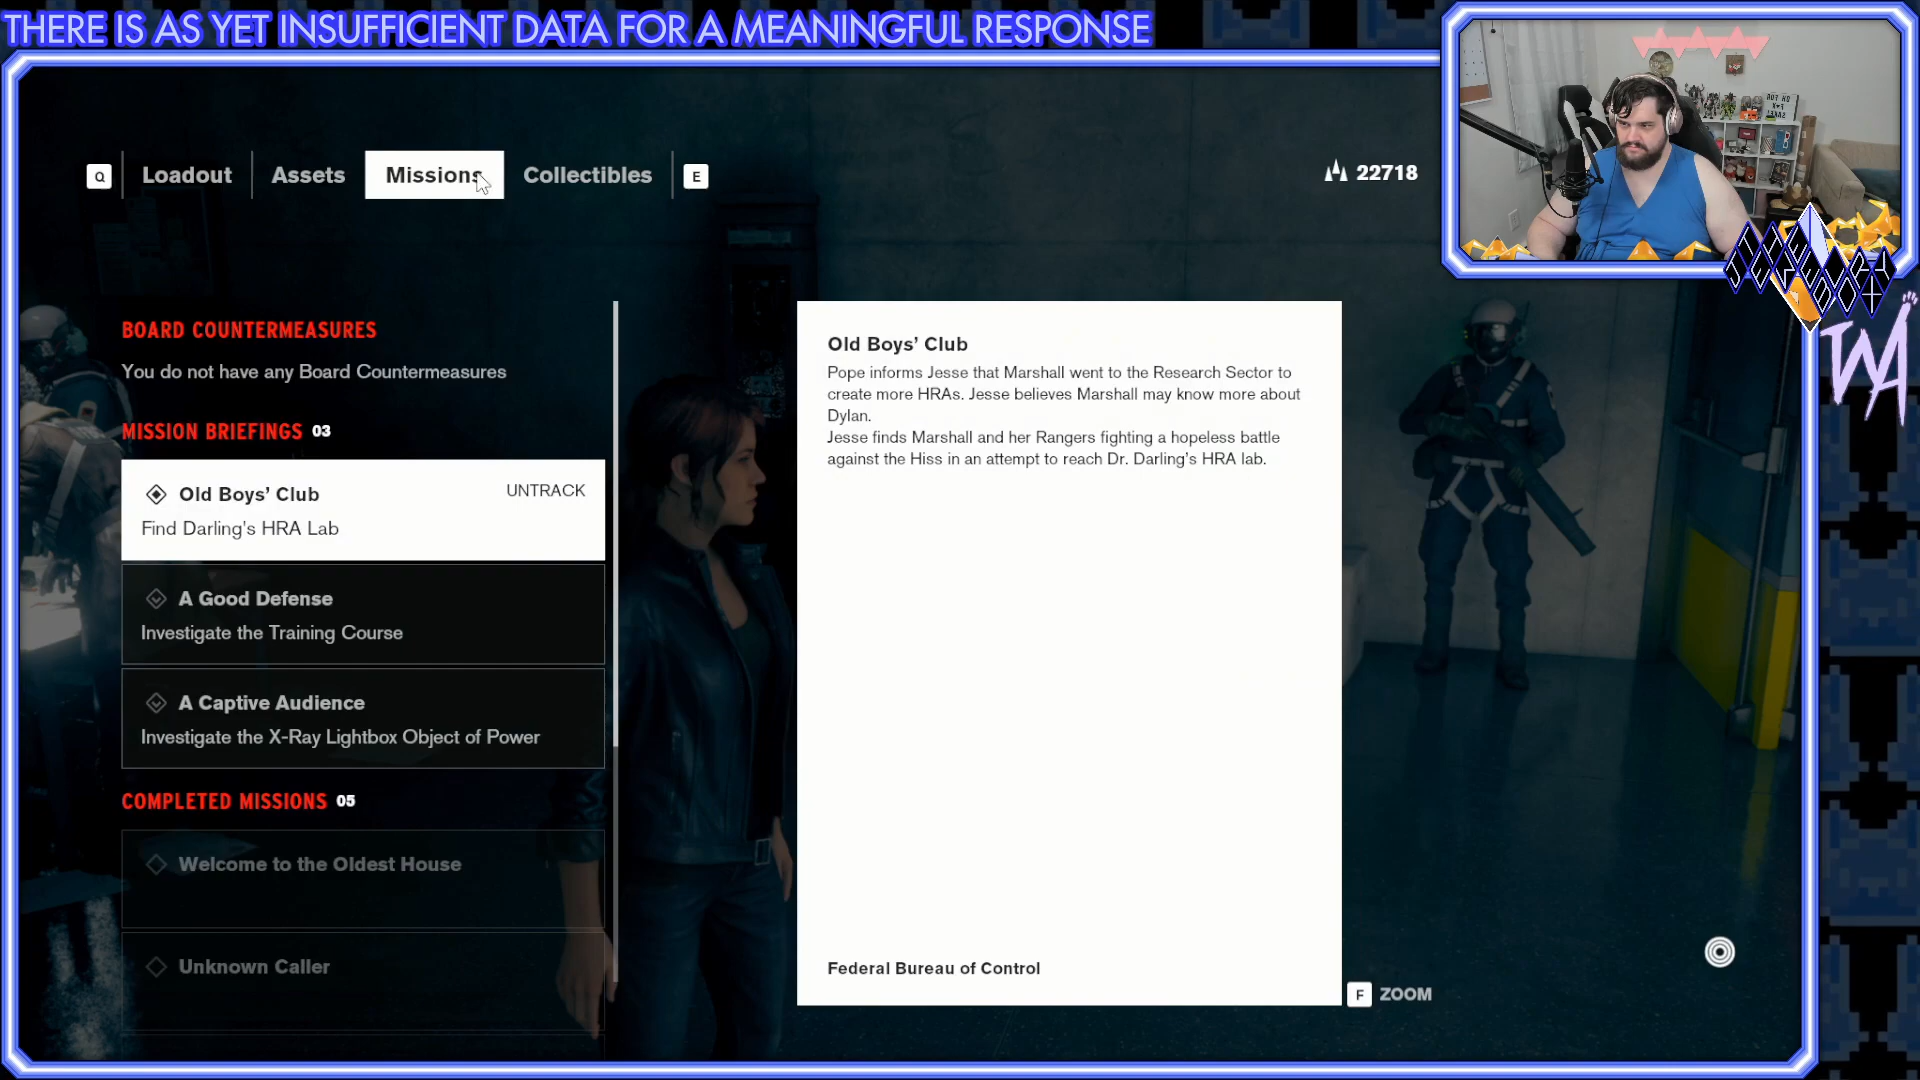 THERE IS AS YET INSUFFICIENT DATA FOR A MEANINGFUL RESPONSE
Q Loadout Assets Missions Collectibles E
22718
BOARD COUNTERMEASURES
You do not have any Board Countermeasures
MISSION BRIEFINGS 03
Old Boys' Club UNTRACK
Find Darling's HRA Lab
A Good Defense
Investigate the Training Course
A Captive Audience
Investigate the X-Ray Lightbox Object of Power
COMPLETED MISSIONS 05
Welcome to the Oldest House
Unknown Caller
Old Boys' Club
Pope informs Jesse that Marshall went to the Research Sector to
create more HRAs. Jesse believes Marshall may know more about
Dylan.
Jesse finds Marshall and her Rangers fighting a hopeless battle
against the Hiss in an attempt to reach Dr. Darling's HRA lab.
Federal Bureau of Control
F ZOOM